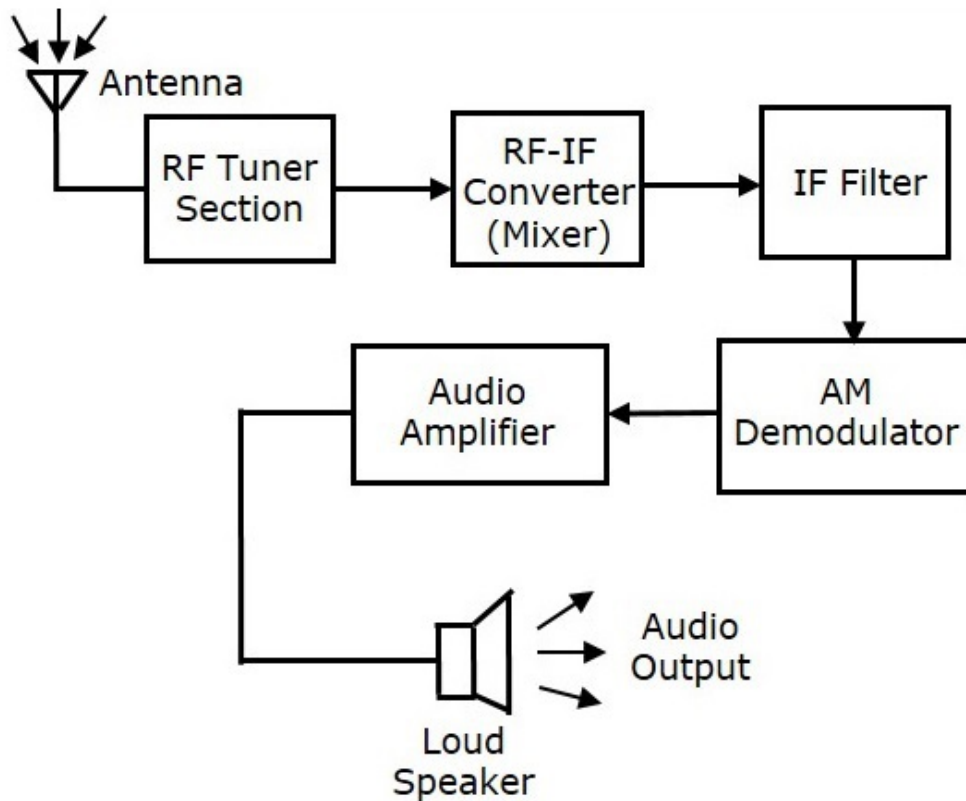 Antenna
RF Tuner
Section
RF-IF
Converter
(Mixer)
IF Filter
AM
Demodulator
Audio
Amplifier
Loud
Speaker
Audio
Output